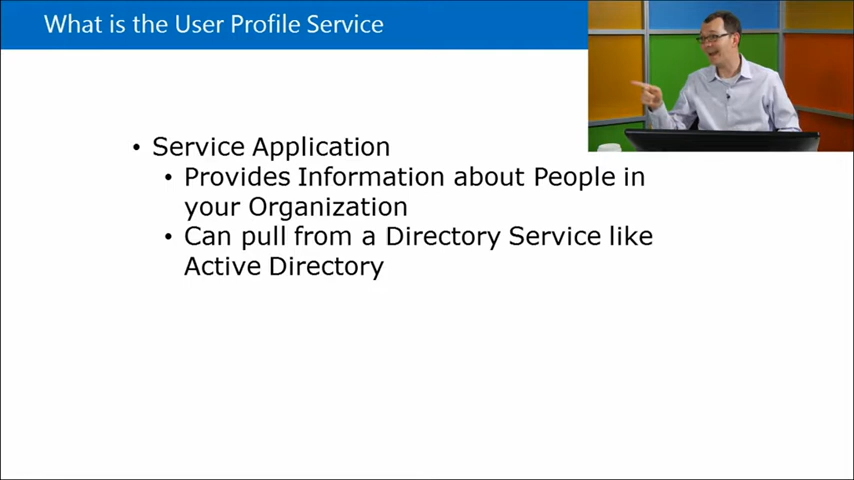 What is the User Profile Service
• Service Application
• Provides Information about People in
your Organization
• Can pull from a Directory Service like
Active Directory